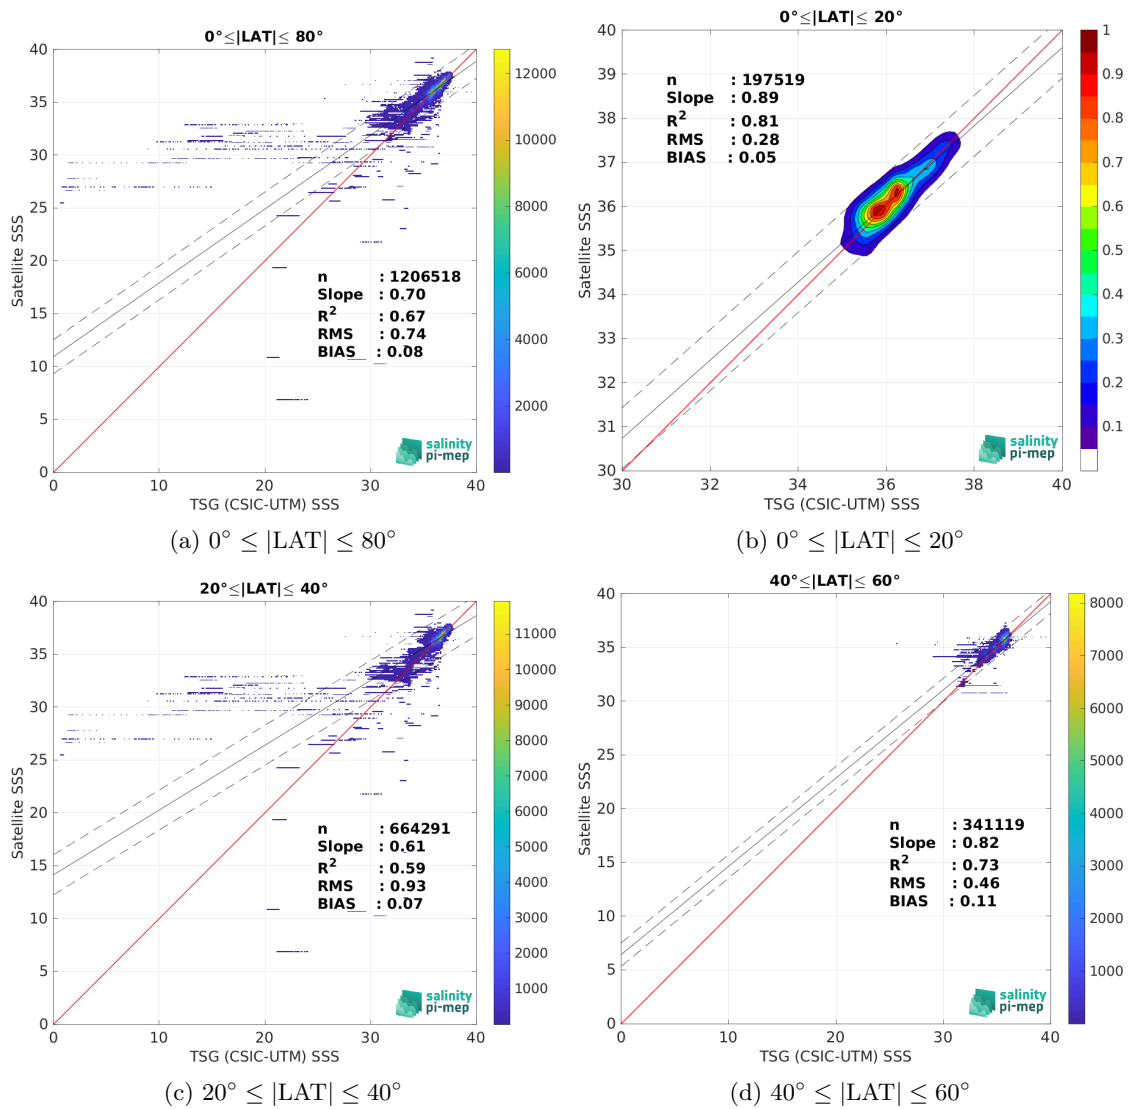 0°≤|LAT|≤ 80°
Satellite SSS
40
35
30
25
20
15
10
5
0
0 10 20 30 40
TSG (CSIC-UTM) SSS
n : 1206518
Slope : 0.70
R² : 0.67
RMS : 0.74
BIAS : 0.08
salinity
pi-mep
12000
10000
8000
6000
4000
2000
(a) 0° ≤ |LAT| ≤ 80°
0°≤|LAT|≤ 20°
Satellite SSS
40
39
38
37
36
35
34
33
32
31
30
30 32 34 36 38 40
TSG (CSIC-UTM) SSS
n : 197519
Slope : 0.89
R² : 0.81
RMS : 0.28
BIAS : 0.05
salinity
pi-mep
1
0.9
0.8
0.7
0.6
0.5
0.4
0.3
0.2
0.1
(b) 0° ≤ |LAT| ≤ 20°
20°≤|LAT|≤ 40°
Satellite SSS
40
35
30
25
20
15
10
5
0
0 10 20 30 40
TSG (CSIC-UTM) SSS
n : 664291
Slope : 0.61
R² : 0.59
RMS : 0.93
BIAS : 0.07
salinity
pi-mep
11000
10000
9000
8000
7000
6000
5000
4000
3000
2000
1000
(c) 20° ≤ |LAT| ≤ 40°
40°≤|LAT|≤ 60°
Satellite SSS
40
35
30
25
20
15
10
5
0
0 10 20 30 40
TSG (CSIC-UTM) SSS
n : 341119
Slope : 0.82
R² : 0.73
RMS : 0.46
BIAS : 0.11
salinity
pi-mep
8000
7000
6000
5000
4000
3000
2000
1000
(d) 40° ≤ |LAT| ≤ 60°